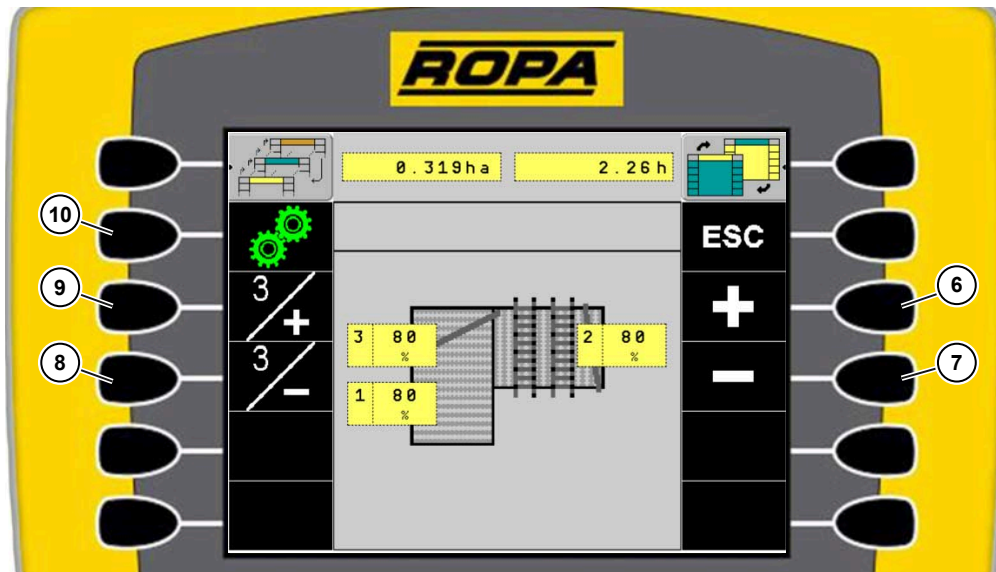 ROPA
0.319ha 2.26h
10 ESC
9 3/+ + 6
3 80 % 2 80 %
8 3/- - 7
1 80 %